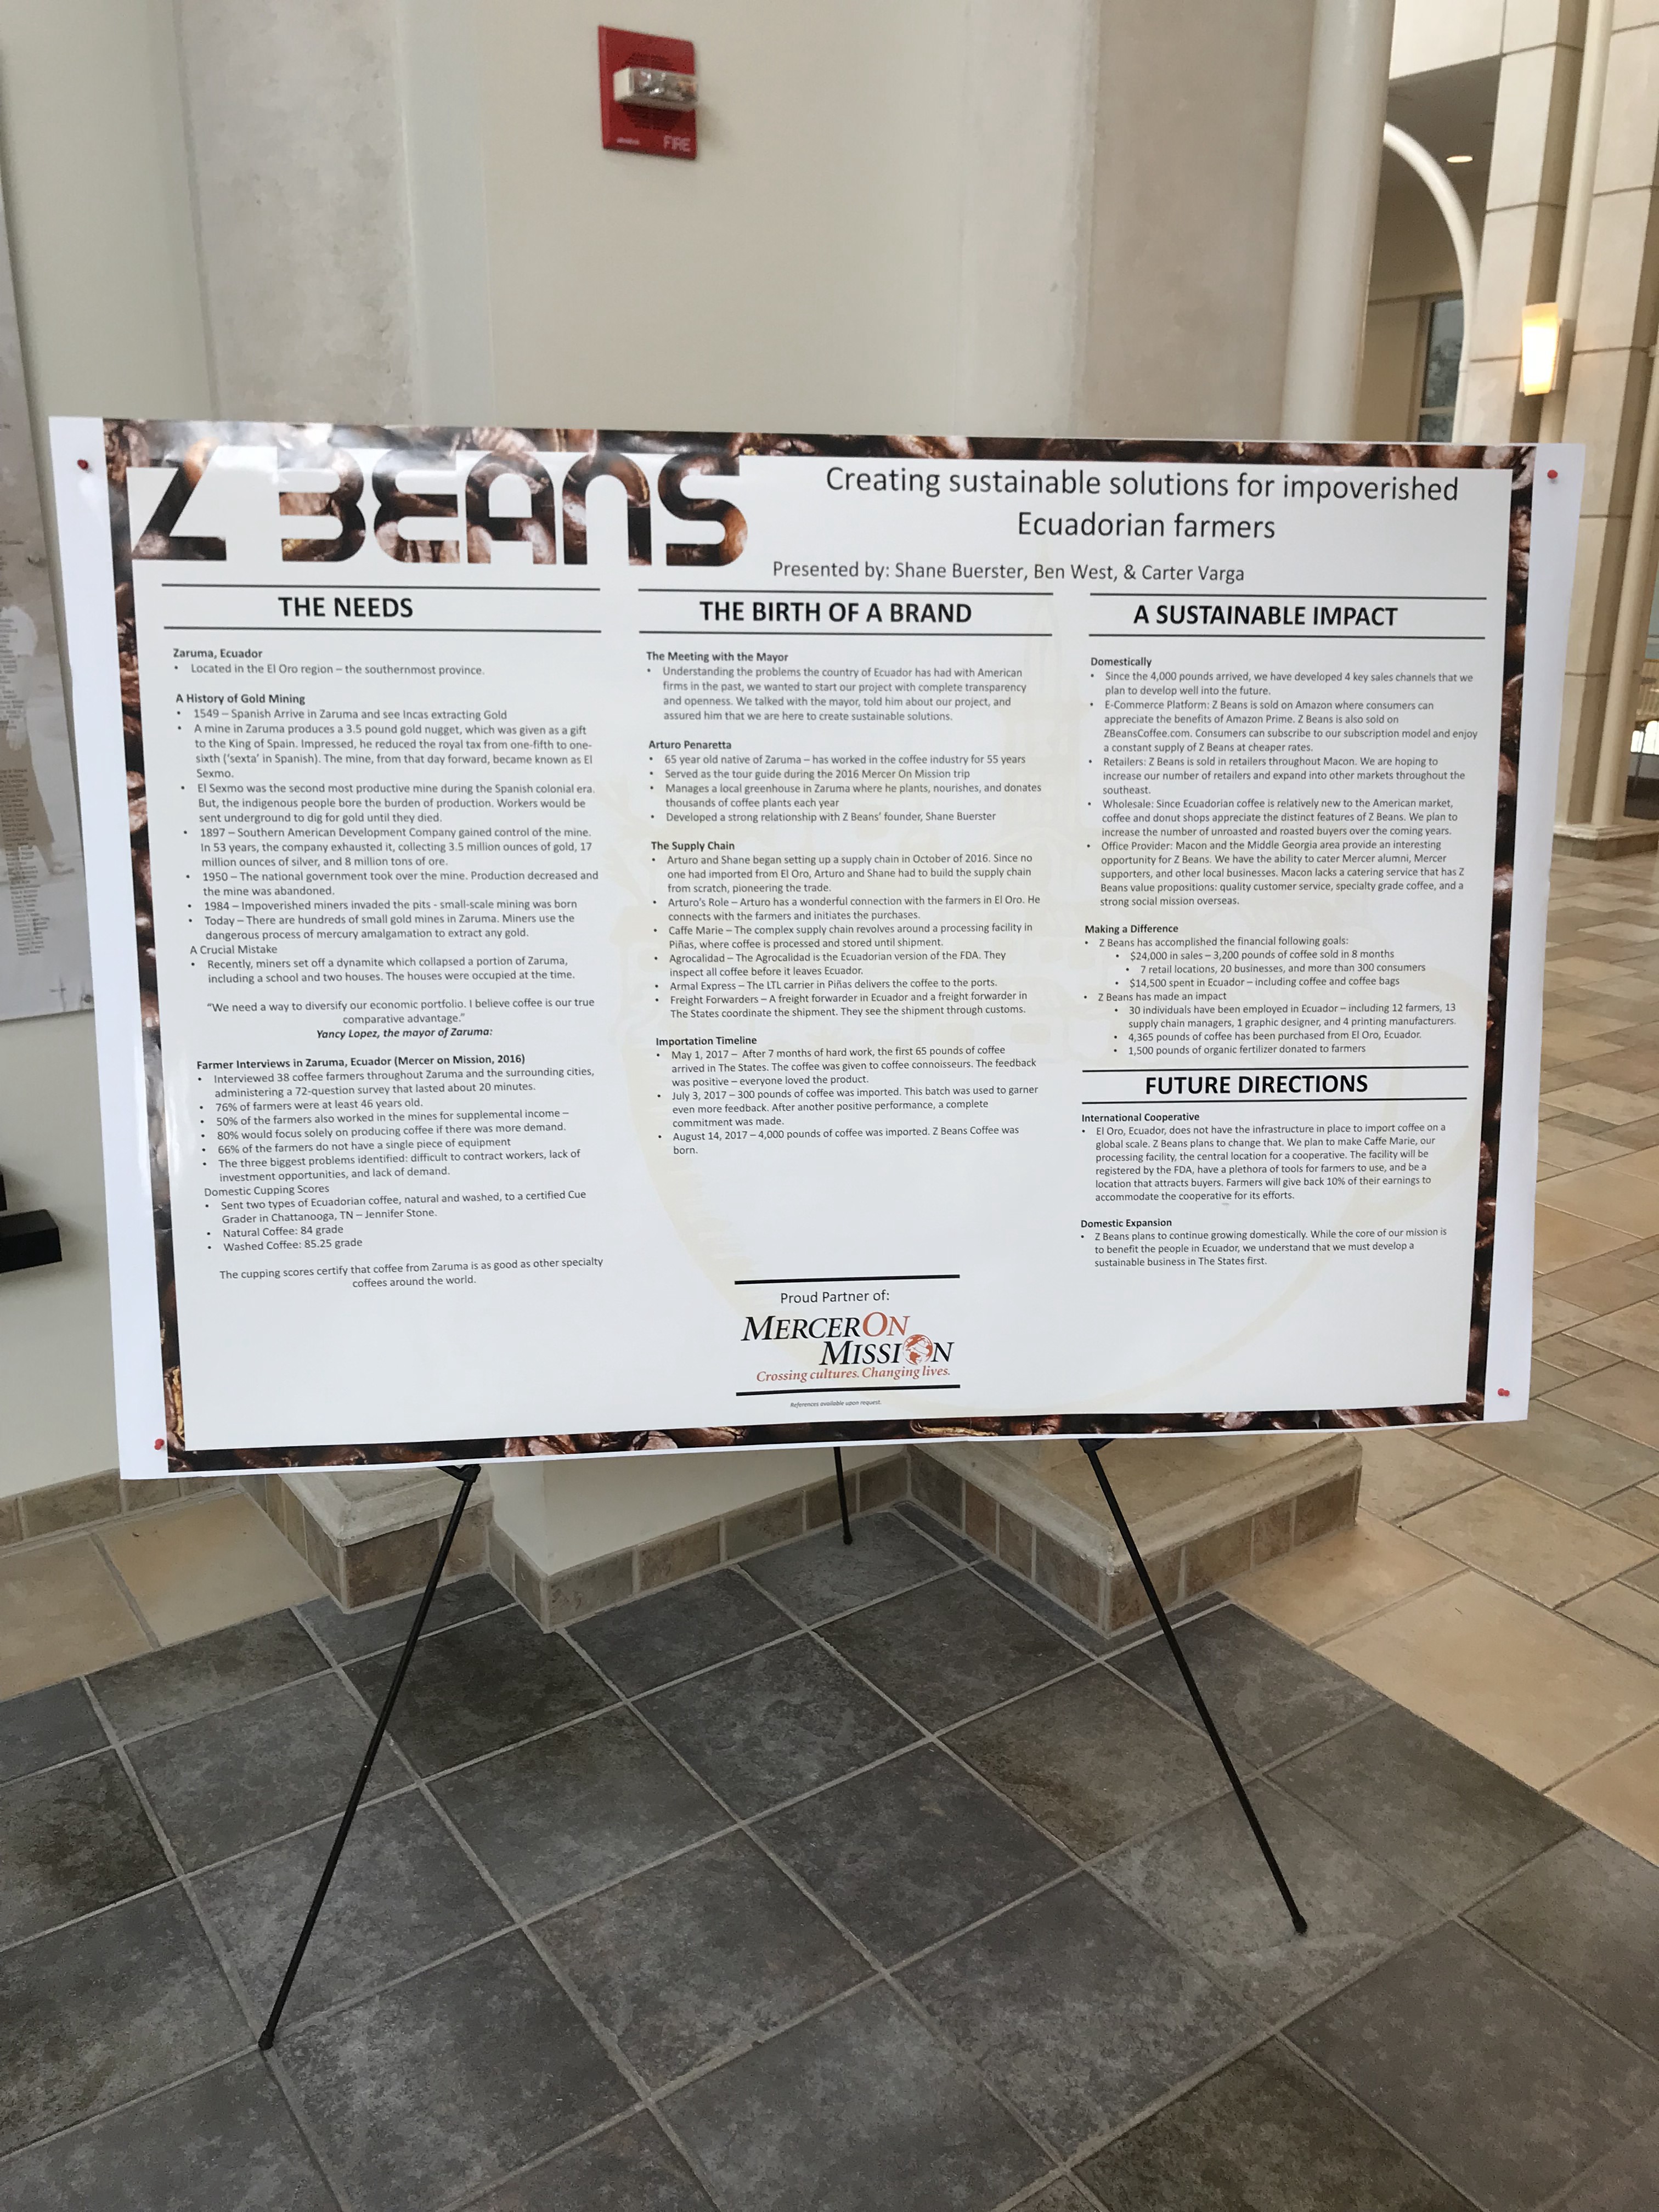 FIRE
Z BEANS
Creating sustainable solutions for impoverished
Ecuadorian farmers
Presented by: Shane Buerster, Ben West, & Carter Varga
THE NEEDS
Zaruma, Ecuador
• Located in the El Oro region – the southernmost province.
A History of Gold Mining
• 1549 – Spanish Arrive in Zaruma and see Incas extracting Gold
• A mine in Zaruma produces a 3.5 pound gold nugget, which was given as a gift
to the King of Spain. Impressed, he reduced the royal tax from one-fifth to one-
sixth (‘sexta’ in Spanish). The mine, from that day forward, became known as El
Sexmo.
• El Sexmo was the second most productive mine during the Spanish colonial era.
But, the indigenous people bore the burden of production. Workers would be
sent underground to dig for gold until they died.
• 1897 – Southern American Development Company gained control of the mine.
In 53 years, the company exhausted it, collecting 3.5 million ounces of gold, 17
million ounces of silver, and 8 million tons of ore.
• 1950 – The national government took over the mine. Production decreased and
the mine was abandoned.
• 1984 – Impoverished miners invaded the pits - small-scale mining was born
• Today – There are hundreds of small gold mines in Zaruma. Miners use the
dangerous process of mercury amalgamation to extract any gold.
A Crucial Mistake
• Recently, miners set off a dynamite which collapsed a portion of Zaruma,
including a school and two houses. The houses were occupied at the time.
“We need a way to diversify our economic portfolio. I believe coffee is our true
comparative advantage.”
Yancy Lopez, the mayor of Zaruma:
Farmer Interviews in Zaruma, Ecuador (Mercer on Mission, 2016)
• Interviewed 38 coffee farmers throughout Zaruma and the surrounding cities,
administering a 72-question survey that lasted about 20 minutes.
• 76% of farmers were at least 46 years old.
• 50% of the farmers also worked in the mines for supplemental income –
• 80% would focus solely on producing coffee if there was more demand.
• 66% of the farmers do not have a single piece of equipment
• The three biggest problems identified: difficult to contract workers, lack of
investment opportunities, and lack of demand.
Domestic Cupping Scores
• Sent two types of Ecuadorian coffee, natural and washed, to a certified Cue
Grader in Chattanooga, TN – Jennifer Stone.
• Natural Coffee: 84 grade
• Washed Coffee: 85.25 grade
The cupping scores certify that coffee from Zaruma is as good as other specialty
coffees around the world.
THE BIRTH OF A BRAND
The Meeting with the Mayor
• Understanding the problems the country of Ecuador has had with American
firms in the past, we wanted to start our project with complete transparency
and openness. We talked with the mayor, told him about our project, and
assured him that we are here to create sustainable solutions.
Arturo Penaretta
• 65 year old native of Zaruma – has worked in the coffee industry for 55 years
• Served as the tour guide during the 2016 Mercer On Mission trip
• Manages a local greenhouse in Zaruma where he plants, nourishes, and donates
thousands of coffee plants each year
• Developed a strong relationship with Z Beans’ founder, Shane Buerster
The Supply Chain
• Arturo and Shane began setting up a supply chain in October of 2016. Since no
one had imported from El Oro, Arturo and Shane had to build the supply chain
from scratch, pioneering the trade.
• Arturo’s Role – Arturo has a wonderful connection with the farmers in El Oro. He
connects with the farmers and initiates the purchases.
• Caffe Marie – The complex supply chain revolves around a processing facility in
Piñas, where coffee is processed and stored until shipment.
• Agrocalidad – The Agrocalidad is the Ecuadorian version of the FDA. They
inspect all coffee before it leaves Ecuador.
• Armal Express – The LTL carrier in Piñas delivers the coffee to the ports.
• Freight Forwarders – A freight forwarder in Ecuador and a freight forwarder in
The States coordinate the shipment. They see the shipment through customs.
Importation Timeline
• May 1, 2017 – After 7 months of hard work, the first 65 pounds of coffee
arrived in The States. The coffee was given to coffee connoisseurs. The feedback
was positive – everyone loved the product.
• July 3, 2017 – 300 pounds of coffee was imported. This batch was used to garner
even more feedback. After another positive performance, a complete
commitment was made.
• August 14, 2017 – 4,000 pounds of coffee was imported. Z Beans Coffee was
born.
Proud Partner of:
MERCER ON
MISSION
Crossing cultures. Changing lives.
References available upon request.
A SUSTAINABLE IMPACT
Domestically
• Since the 4,000 pounds arrived, we have developed 4 key sales channels that we
plan to develop well into the future.
• E-Commerce Platform: Z Beans is sold on Amazon where consumers can
appreciate the benefits of Amazon Prime. Z Beans is also sold on
ZBeansCoffee.com. Consumers can subscribe to our subscription model and enjoy
a constant supply of Z Beans at cheaper rates.
• Retailers: Z Beans is sold in retailers throughout Macon. We are hoping to
increase our number of retailers and expand into other markets throughout the
southeast.
• Wholesale: Since Ecuadorian coffee is relatively new to the American market,
coffee and donut shops appreciate the distinct features of Z Beans. We plan to
increase the number of unroasted and roasted buyers over the coming years.
• Office Provider: Macon and the Middle Georgia area provide an interesting
opportunity for Z Beans. We have the ability to cater Mercer alumni, Mercer
supporters, and other local businesses. Macon lacks a catering service that has Z
Beans value propositions: quality customer service, specialty grade coffee, and a
strong social mission overseas.
Making a Difference
• Z Beans has accomplished the financial following goals:
• $24,000 in sales – 3,200 pounds of coffee sold in 8 months
• 7 retail locations, 20 businesses, and more than 300 consumers
• $14,500 spent in Ecuador – including coffee and coffee bags
• Z Beans has made an impact
• 30 individuals have been employed in Ecuador – including 12 farmers, 13
supply chain managers, 1 graphic designer, and 4 printing manufacturers.
• 4,365 pounds of coffee has been purchased from El Oro, Ecuador.
• 1,500 pounds of organic fertilizer donated to farmers
FUTURE DIRECTIONS
International Cooperative
• El Oro, Ecuador, does not have the infrastructure in place to import coffee on a
global scale. Z Beans plans to change that. We plan to make Caffe Marie, our
processing facility, the central location for a cooperative. The facility will be
registered by the FDA, have a plethora of tools for farmers to use, and be a
location that attracts buyers. Farmers will give back 10% of their earnings to
accommodate the cooperative for its efforts.
Domestic Expansion
• Z Beans plans to continue growing domestically. While the core of our mission is
to benefit the people in Ecuador, we understand that we must develop a
sustainable business in The States first.